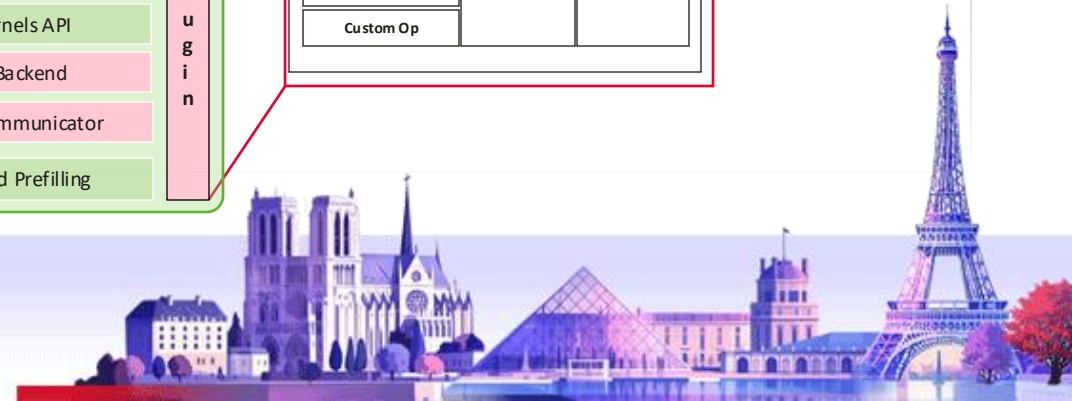 rnels API
Backend
mmunicator
d Prefilling
u
g
i
n
Custom Op